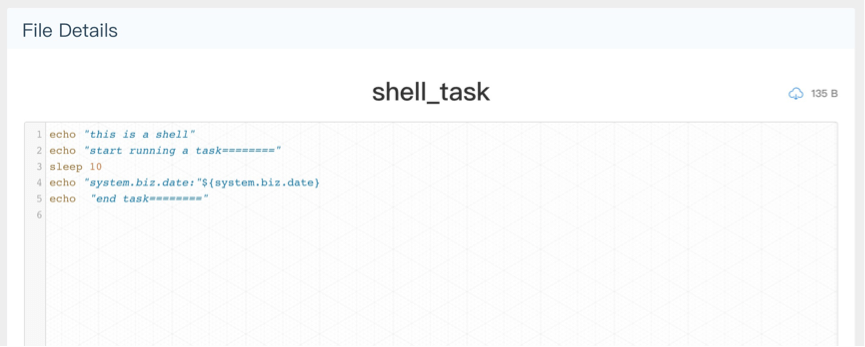 File Details
shell_task
135 B
1 echo "this is a shell"
2 echo "start running a task========"
3 sleep 10
4 echo "system.biz.date:"${system.biz.date}
5 echo  "end task========"
6